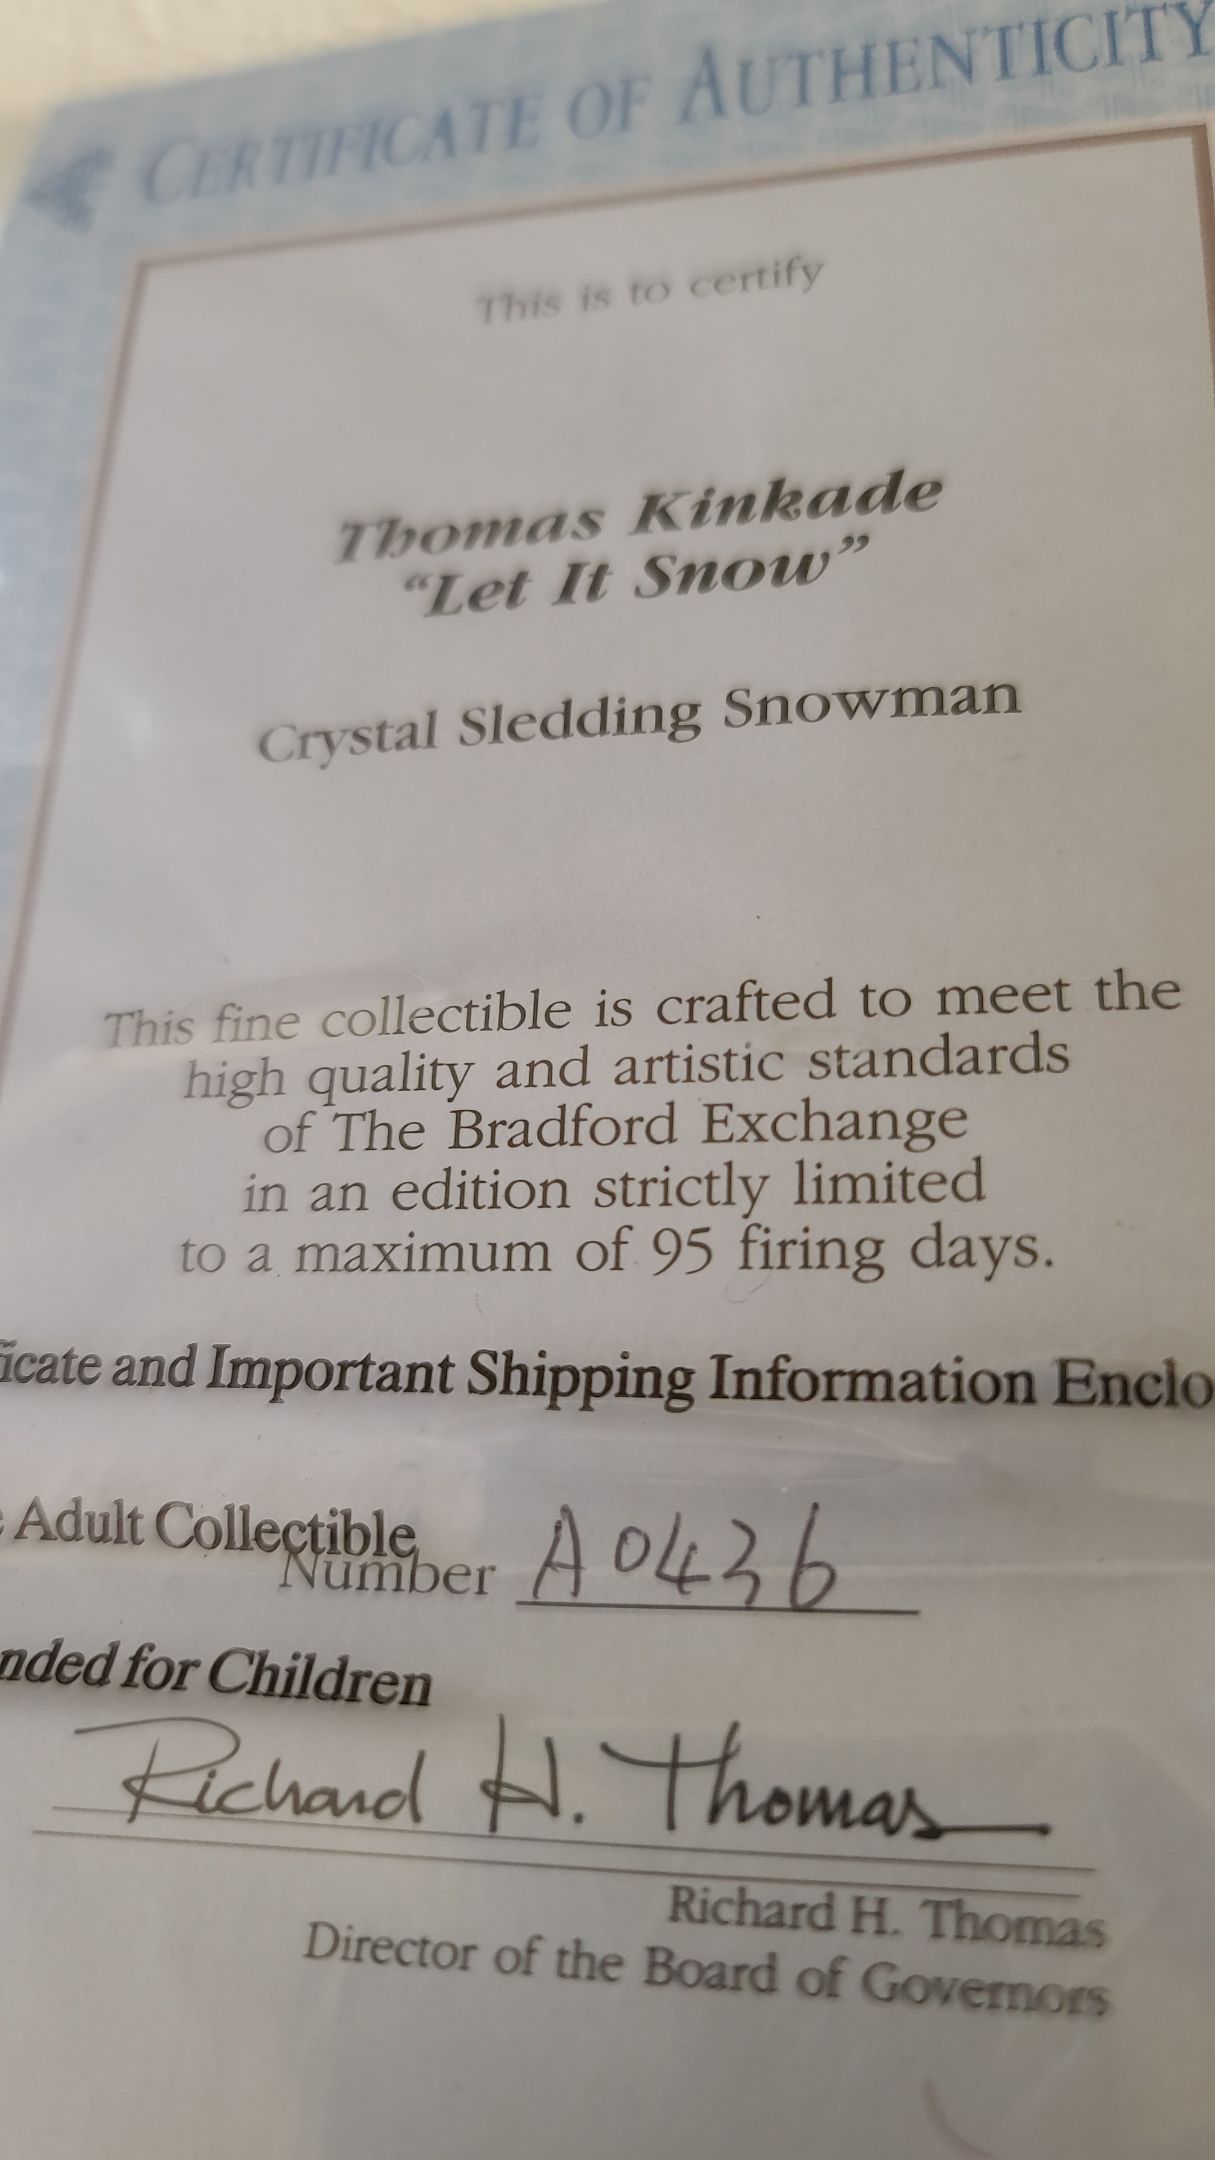 CERTIFICATE OF AUTHENTICITY
This is to certify
Thomas Kinkade
“Let It Snow”
Crystal Sledding Snowman
This fine collectible is crafted to meet the
high quality and artistic standards
of The Bradford Exchange
in an edition strictly limited
to a maximum of 95 firing days.
icate and Important Shipping Information Enclo
Adult Collectible
Number A0436
nded for Children
Richard H. Thomas
Richard H. Thomas
Director of the Board of Governors